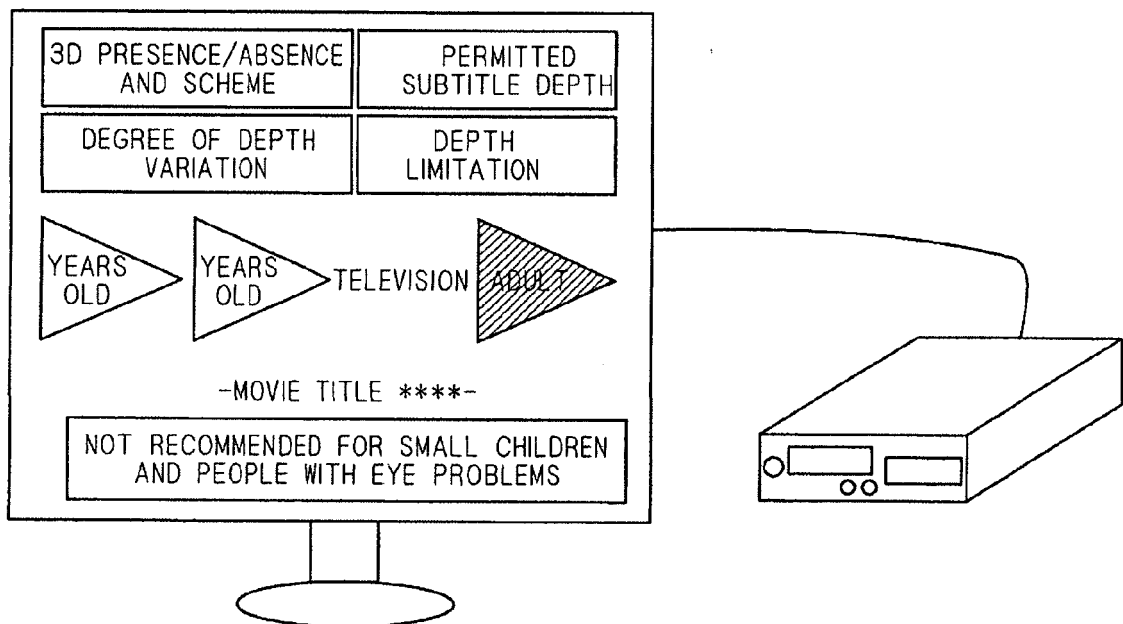 3D PRESENCE/ABSENCE
AND SCHEME
PERMITTED
SUBTITLE DEPTH
DEGREE OF DEPTH
VARIATION
DEPTH
LIMITATION
YEARS
OLD
YEARS
OLD
TELEVISION
ADULT
-MOVIE TITLE ****-
NOT RECOMMENDED FOR SMALL CHILDREN
AND PEOPLE WITH EYE PROBLEMS